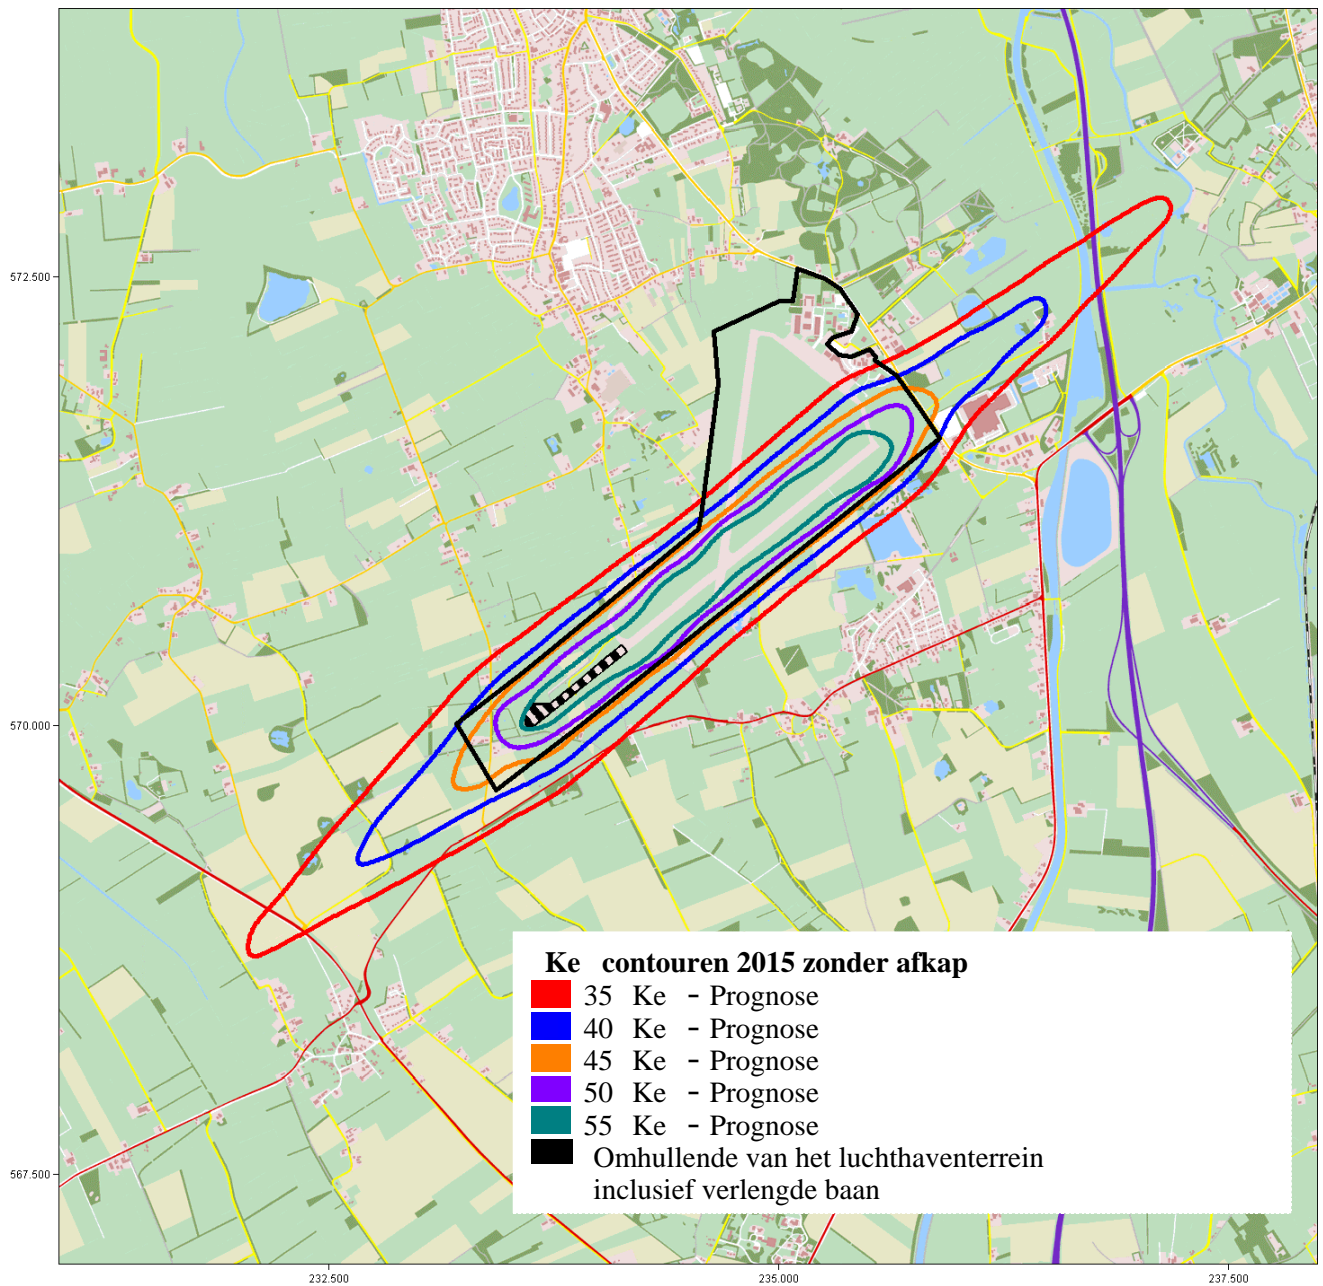 572.500
570.000
567.500
Ke contouren 2015 zonder afkap
35 Ke - Prognose
40 Ke - Prognose
45 Ke - Prognose
50 Ke - Prognose
55 Ke - Prognose
Omhullende van het luchthaventerrein
inclusief verlengde baan
232.500
235.000
237.500